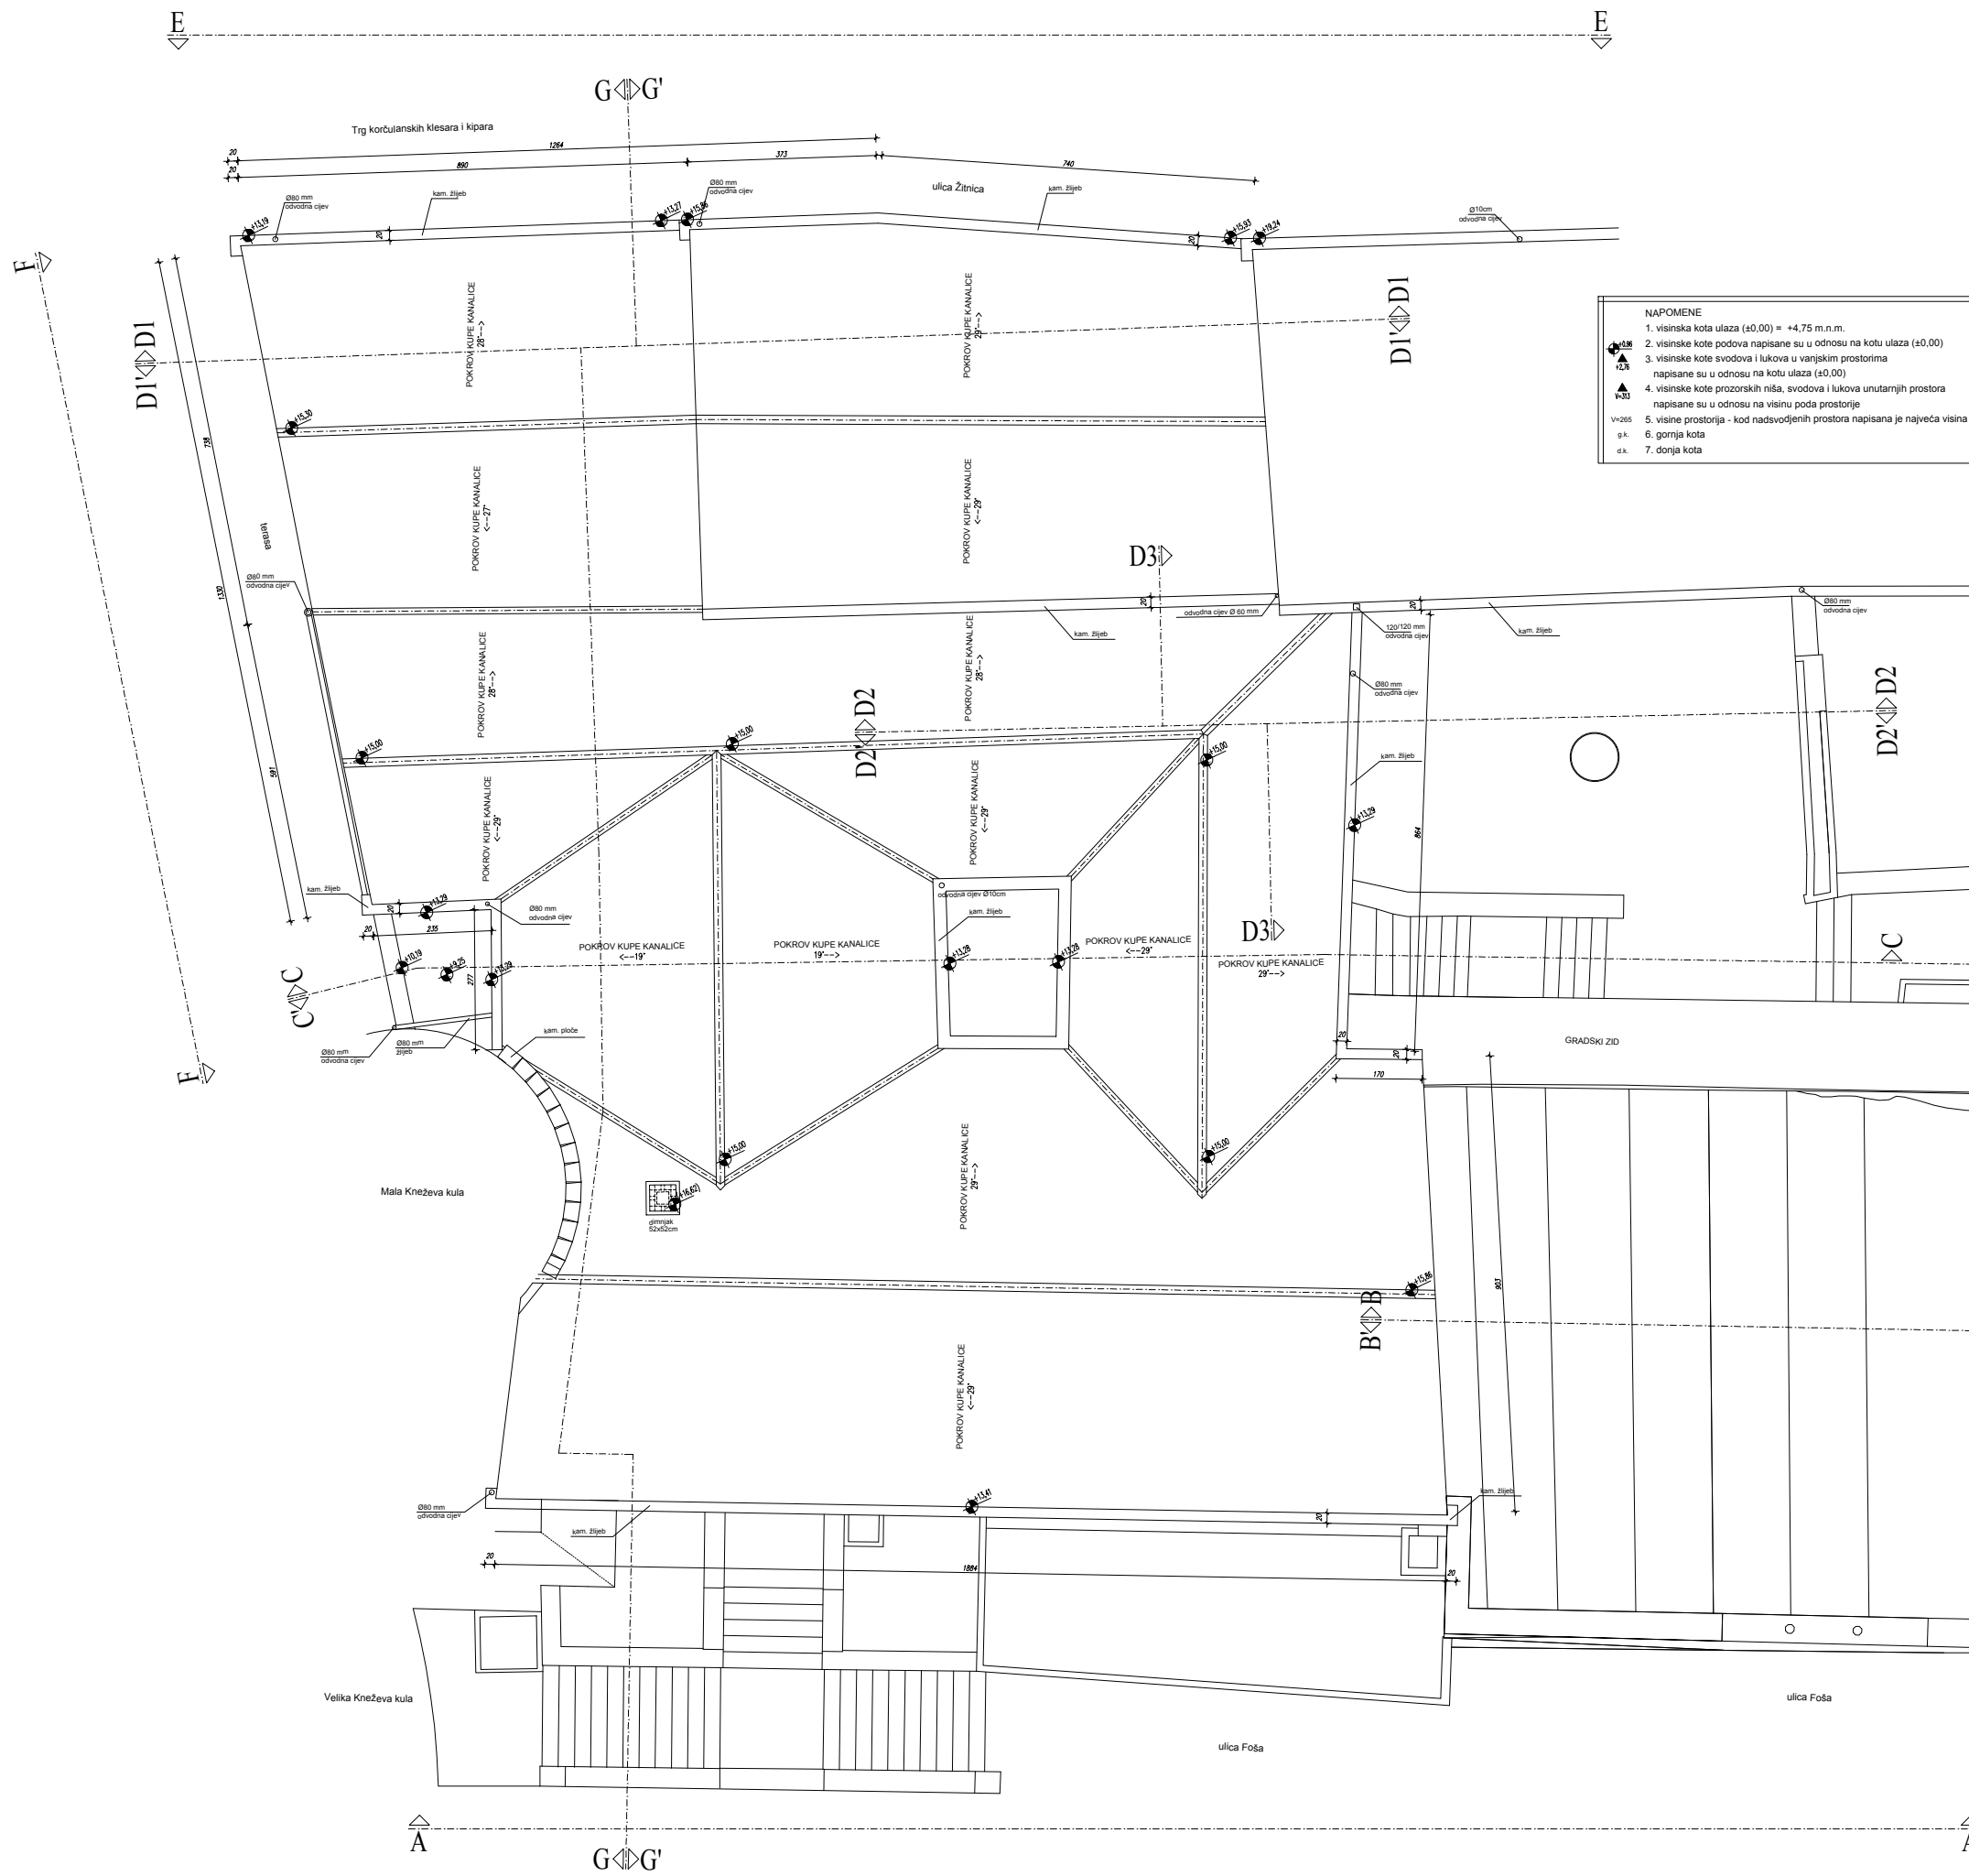 E
E
G G'
Trg korčulanskih klesara i kipara
1264
20
890
373
740
20
ulica Žitnica
Ø80 mm
odvodna cijev
kam. žlijeb
Ø80 mm
odvodna cijev
kam. žlijeb
Ø10cm
odvodna cijev
+13,19
20
+13,27
+15,86
20
+15,93
+19,24
F
D1' D1
D1' D1
POKROV KUPE KANALICE
28°-->
POKROV KUPE KANALICE
29°-->
NAPOMENE
1. visinska kota ulaza (±0,00) = +4,75 m.n.m.
+0,96
2. visinske kote podova napisane su u odnosu na kotu ulaza (±0,00)
+2,76
3. visinske kote svodova i lukova u vanjskim prostorima
napisane su u odnosu na kotu ulaza (±0,00)
V=313
4. visinske kote prozorskih niša, svodova i lukova unutarnjih prostora
napisane su u odnosu na visinu poda prostorije
V=265 5. visine prostorija - kod nadsvodjenih prostora napisana je najveća visina
g.k. 6. gornja kota
d.k. 7. donja kota
+15,30
738
1330
terasa
POKROV KUPE KANALICE
<--27°
POKROV KUPE KANALICE
<--29°
D3
Ø80 mm
odvodna cijev
20
odvodna cijev Ø 60 mm
kam. žlijeb
120/120 mm
odvodna cijev
20
kam. žlijeb
Ø80 mm
odvodna cijev
POKROV KUPE KANALICE
28°-->
POKROV KUPE KANALICE
28°-->
Ø80 mm
odvodna cijev
D2' D2
D2' D2
+15,00
+15,00
+15,00
kam. žlijeb
591
POKROV KUPE KANALICE
<--29°
POKROV KUPE KANALICE
<--29°
+13,29
864
kam. žlijeb
20
+13,29
Ø80 mm
odvodna cijev
odvodna cijev Ø10cm
kam. žlijeb
20
235
D3
POKROV KUPE KANALICE
<--19°
POKROV KUPE KANALICE
19°-->
POKROV KUPE KANALICE
<--29°
POKROV KUPE KANALICE
29°-->
+10,19
+9,25
+13,29
277
+13,28
+13,28
C' C
C
Ø80 mm
odvodna cijev
Ø80 mm
žlijeb
kam. ploče
20
20
170
GRADSKI ZID
F
+15,00
+15,00
POKROV KUPE KANALICE
29°-->
Mala Kneževa kula
+16,62)
dimnjak
52x52cm
+15,86
903
B' B
POKROV KUPE KANALICE
<--29°
Ø80 mm
odvodna cijev
+13,41
kam. žlijeb
20
kam. žlijeb
20
1884
20
Velika Kneževa kula
ulica Foša
ulica Foša
A
A
G G'